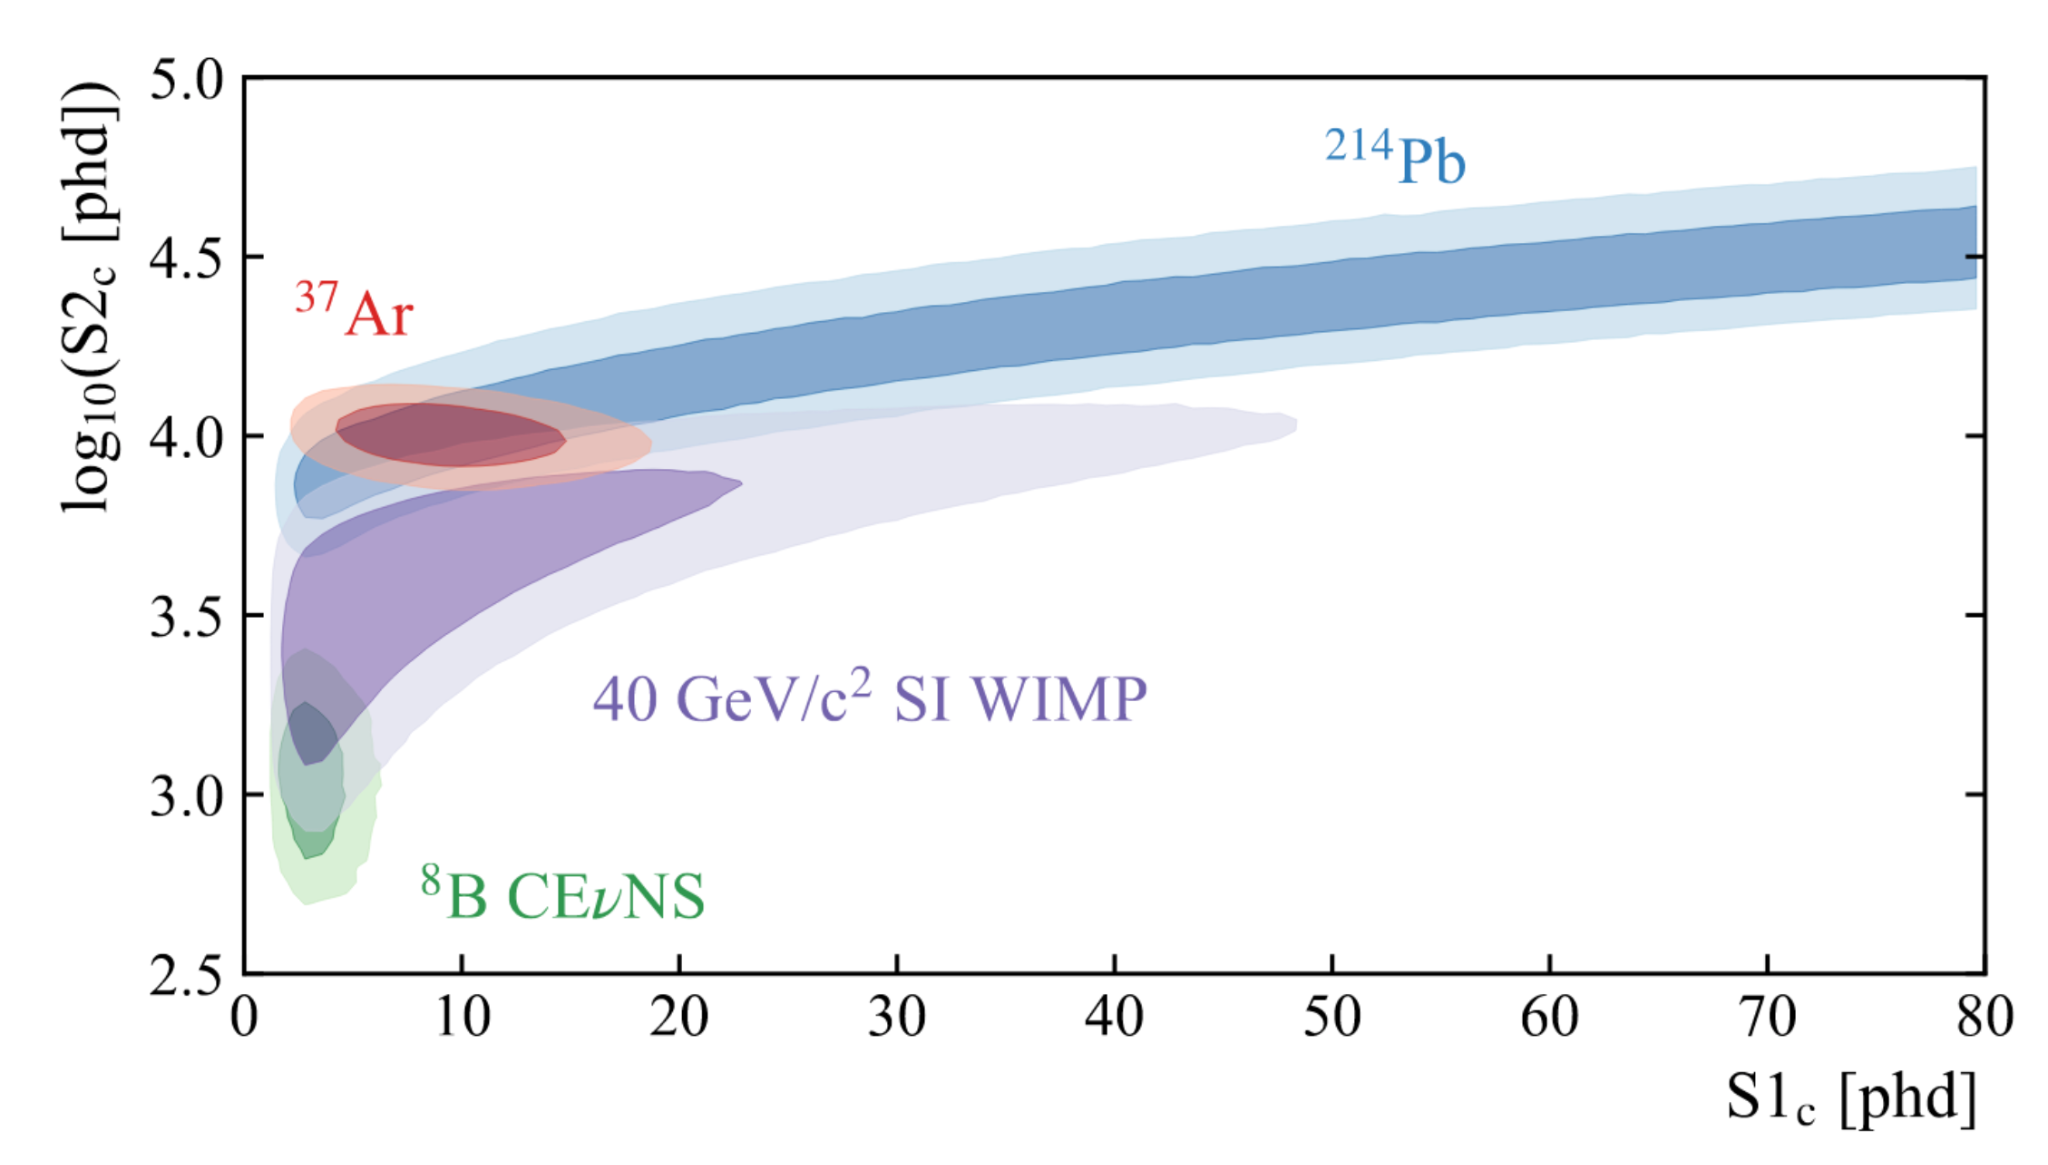 log₁₀(S2c [phd])
5.0
4.5
4.0
3.5
3.0
2.5
²¹⁴Pb
³⁷Ar
40 GeV/c² SI WIMP
⁸B CEνNS
0 10 20 30 40 50 60 70 80
S1c [phd]